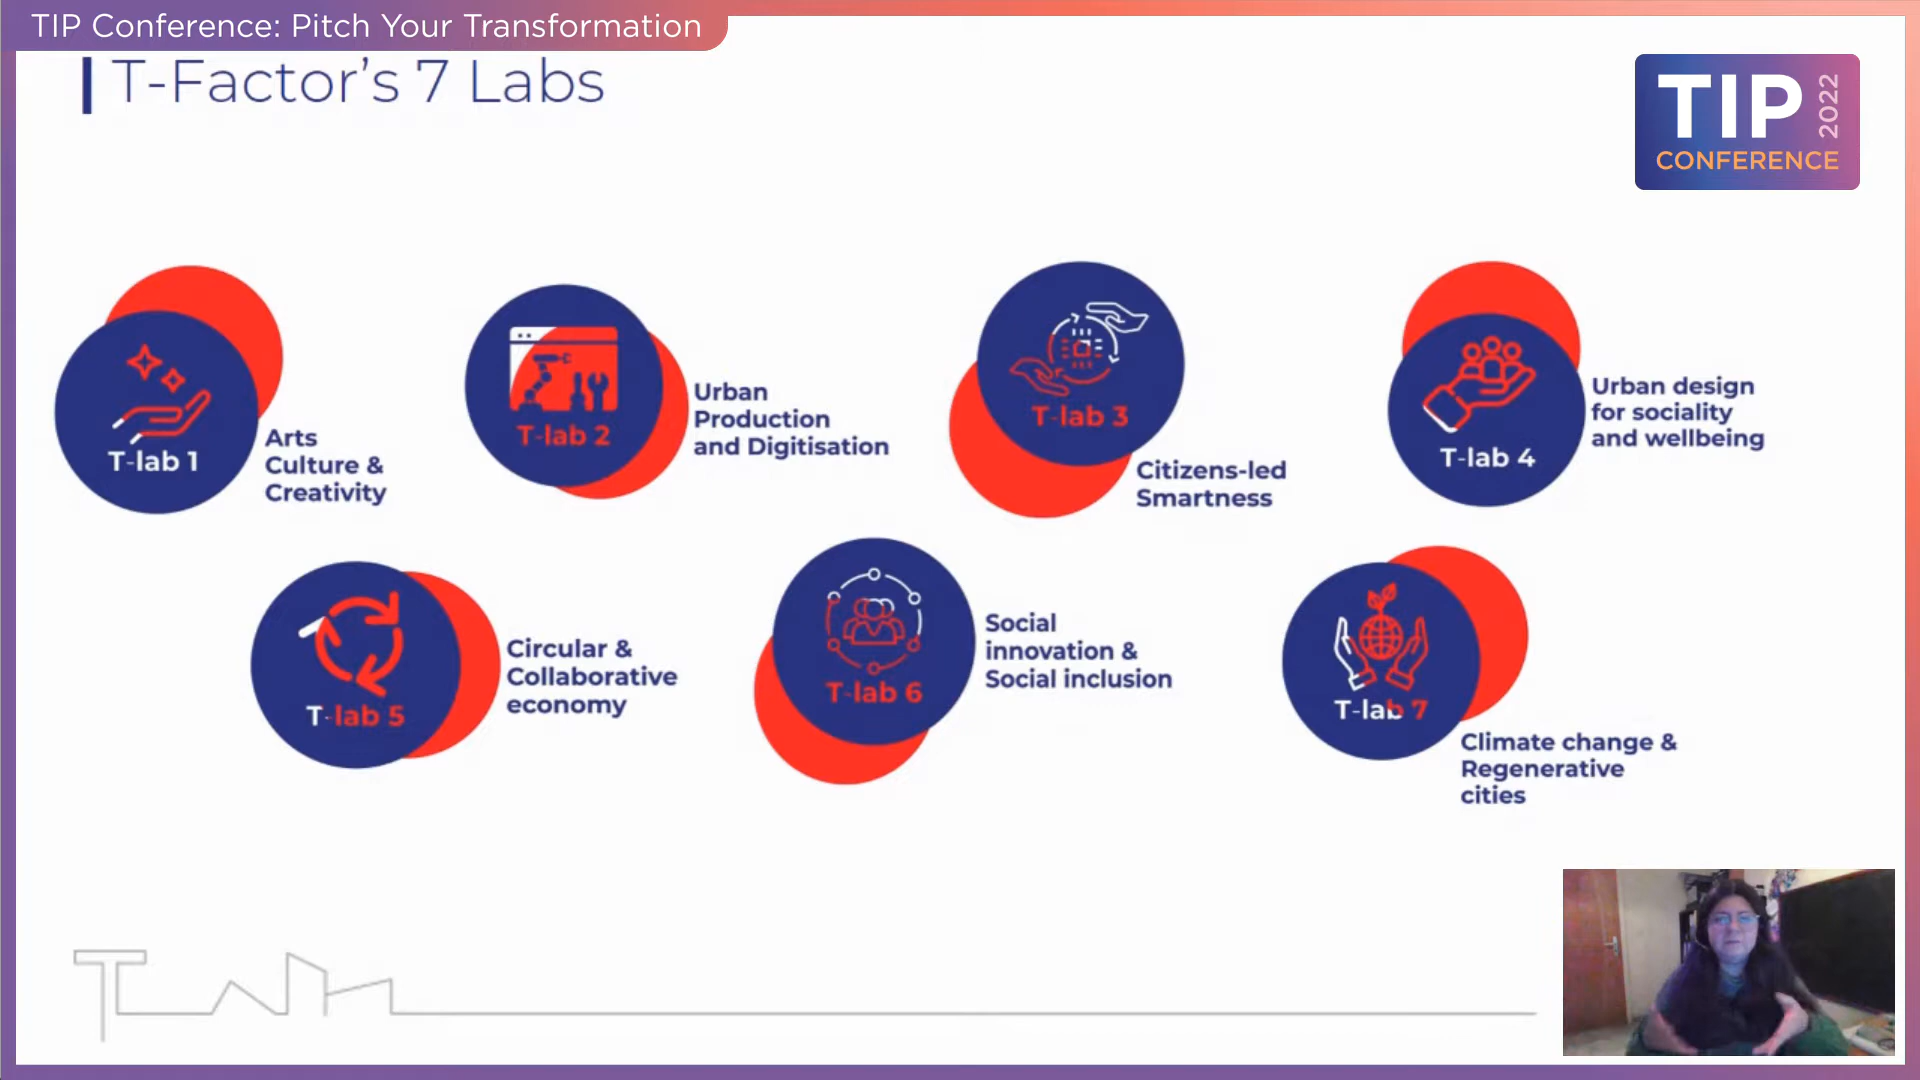 TIP Conference: Pitch Your Transformation
T-Factor's 7 Labs
TIP 2022
CONFERENCE
T-lab 1
Arts
Culture &
Creativity
T-lab 2
Urban
Production
and Digitisation
T-lab 3
Citizens-led
Smartness
T-lab 4
Urban design
for sociality
and wellbeing
T-lab 5
Circular &
Collaborative
economy
T-lab 6
Social
innovation &
Social inclusion
T-lab 7
Climate change &
Regenerative
cities